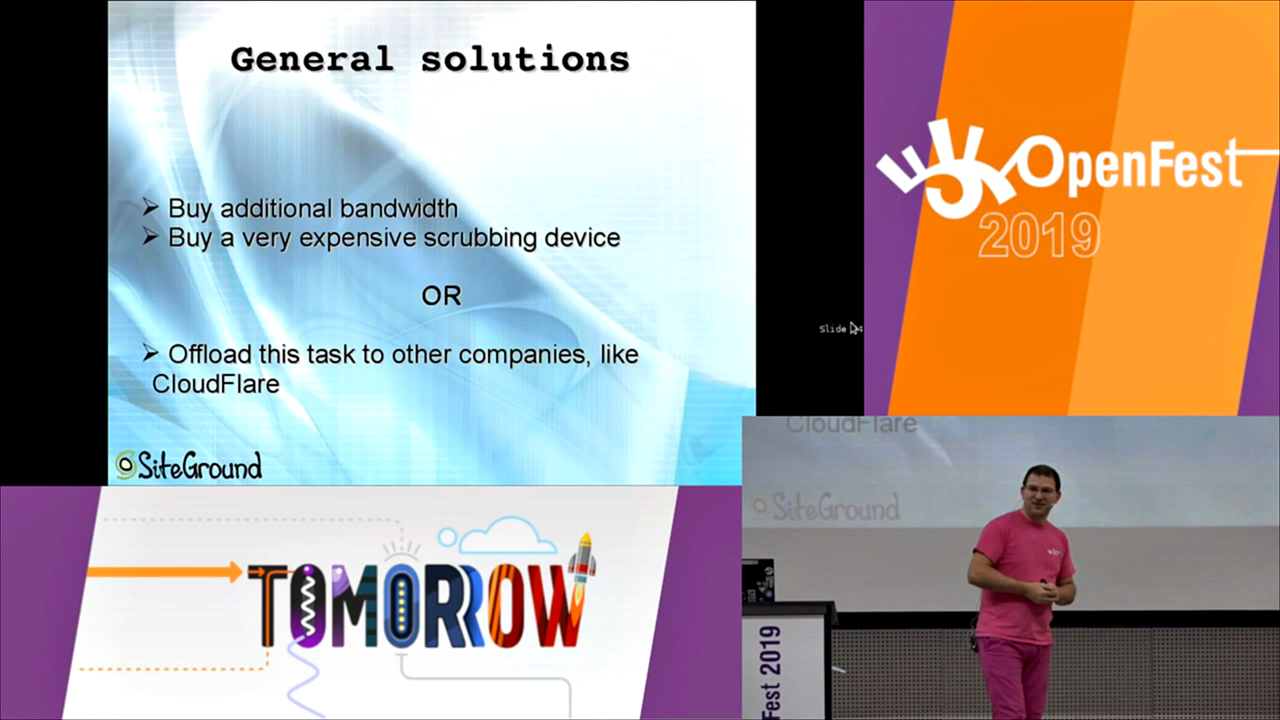 General solutions
Buy additional bandwidth
Buy a very expensive scrubbing device
OR
Offload this task to other companies, like
CloudFlare
SiteGround
OpenFest
2019
Slide
TOMORROW
CloudFlare
SiteGround
Fest 2019